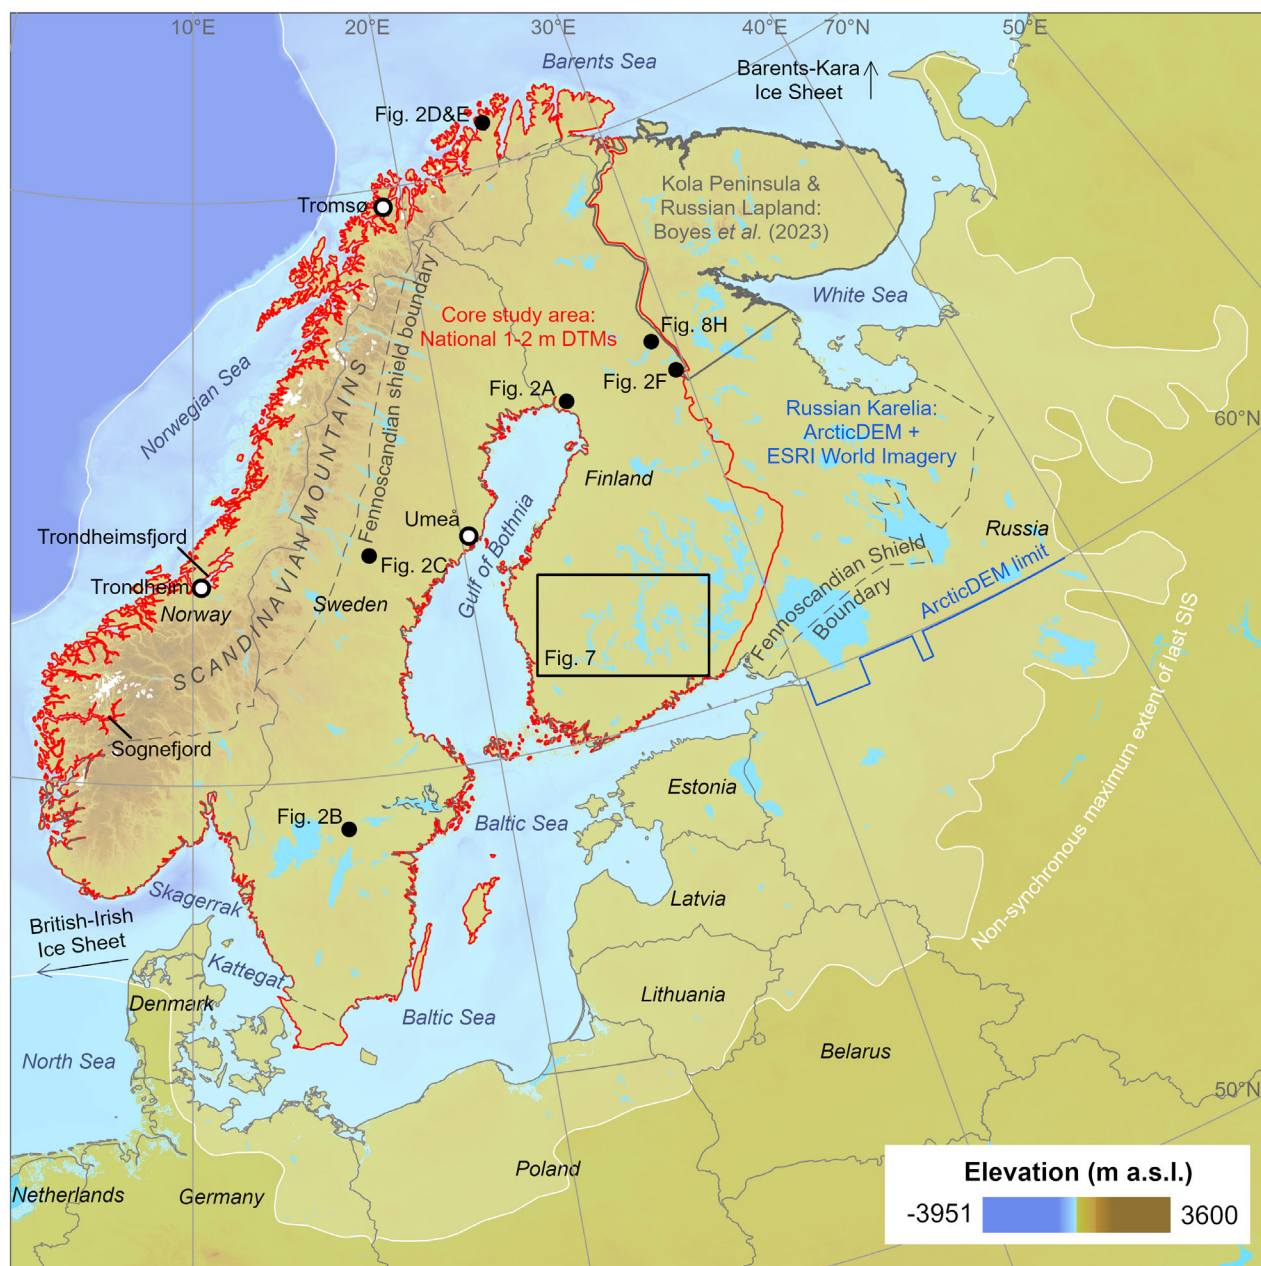 10°E
20°E
30°E
40°E
70°N
50°E
Barents Sea
Barents-Kara
Ice Sheet
Fig. 2D&E
Kola Peninsula &
Russian Lapland:
Boyes et al. (2023)
Tromsø
White Sea
Core study area:
National 1-2 m DTMs
Fig. 8H
Fig. 2F
Fig. 2A
Norwegian Sea
Fennoscandian shield boundary
SCANDINAVIAN MOUNTAINS
Russian Karelia:
ArcticDEM +
ESRI World Imagery
60°N
Finland
Umeå
Gulf of Bothnia
Russia
Trondheimsfjord
Trondheim
Norway
Fig. 2C
Sweden
Fennoscandian Shield
Boundary
ArcticDEM limit
Fig. 7
Sognefjord
Non-synchronous maximum extent of last SIS
Estonia
Fig. 2B
Baltic Sea
Skagerrak
Latvia
British-Irish
Ice Sheet
Kattegat
Denmark
Lithuania
Baltic Sea
North Sea
Belarus
50°N
Poland
Netherlands
Germany
Elevation (m a.s.l.)
-3951
3600